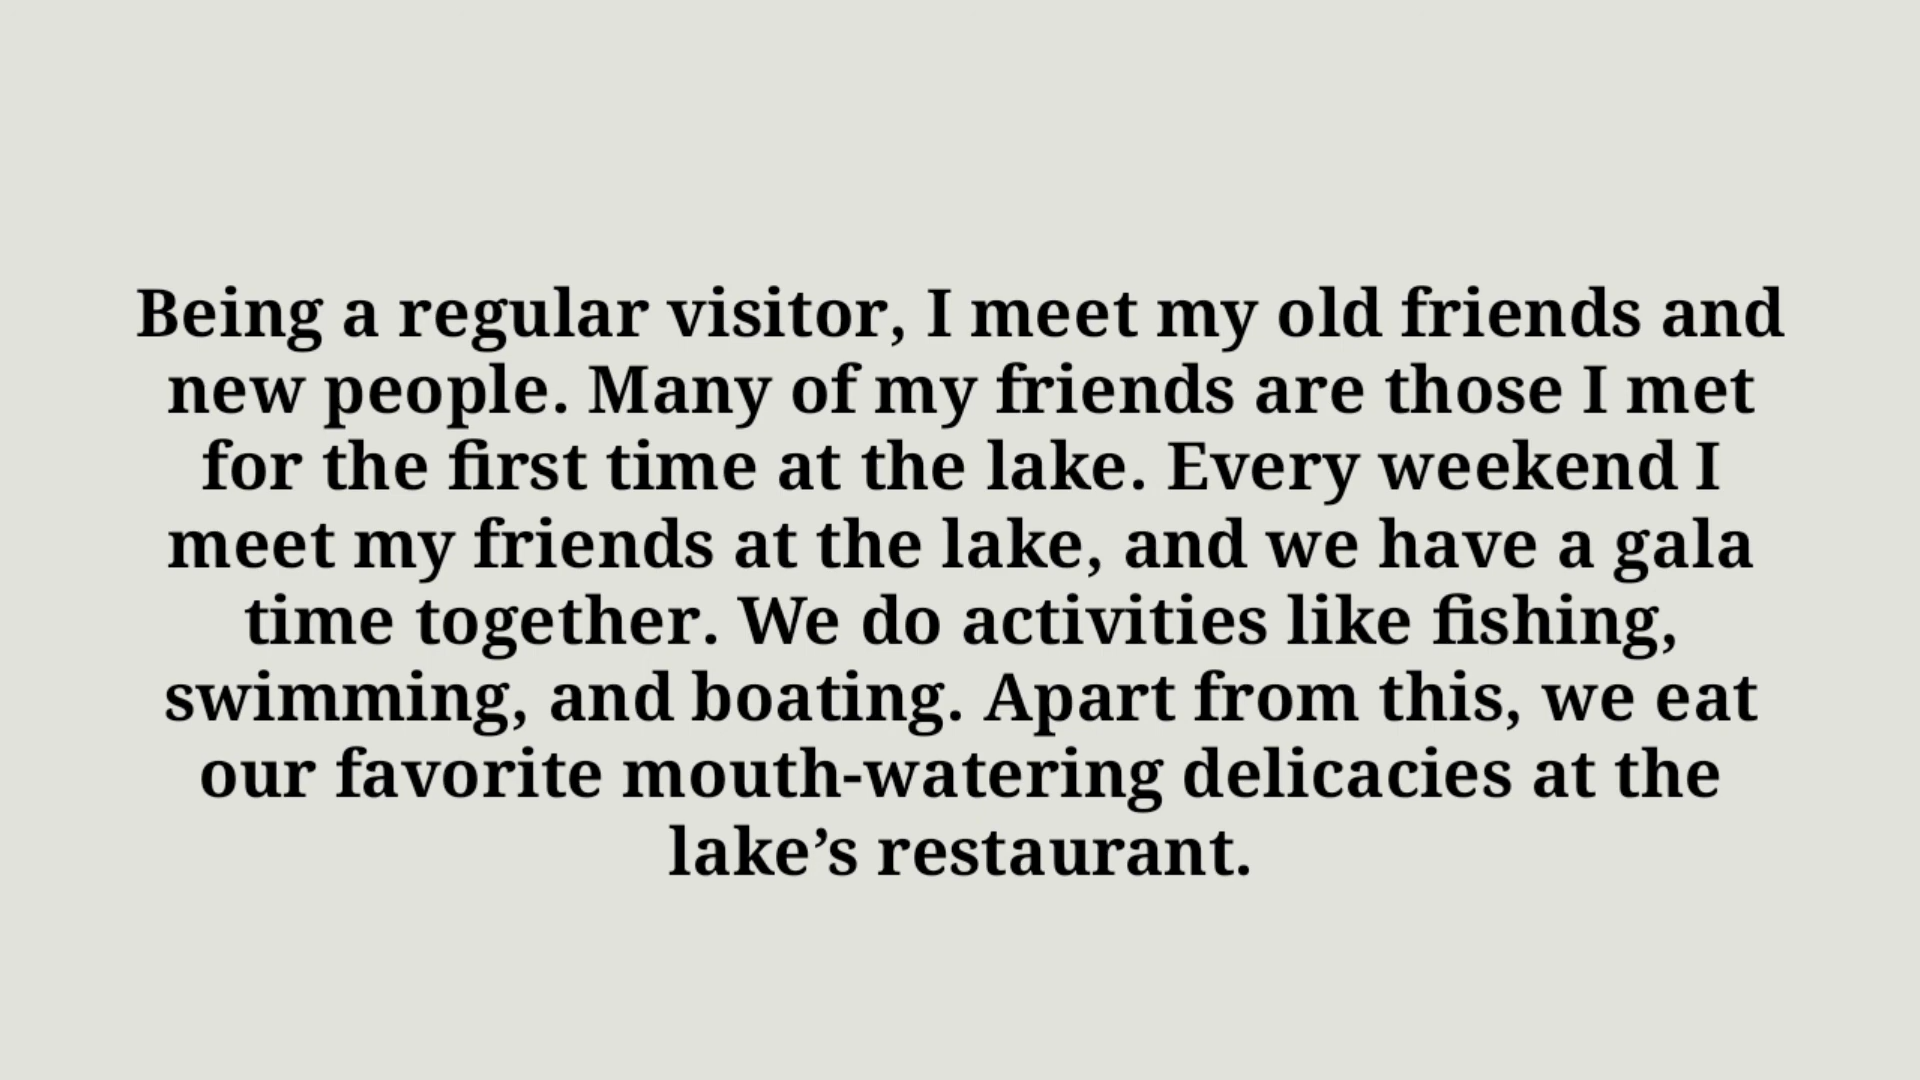 Being a regular visitor, I meet my old friends and
new people. Many of my friends are those I met
for the first time at the lake. Every weekend I
meet my friends at the lake, and we have a gala
time together. We do activities like fishing,
swimming, and boating. Apart from this, we eat
our favorite mouth-watering delicacies at the
lake’s restaurant.